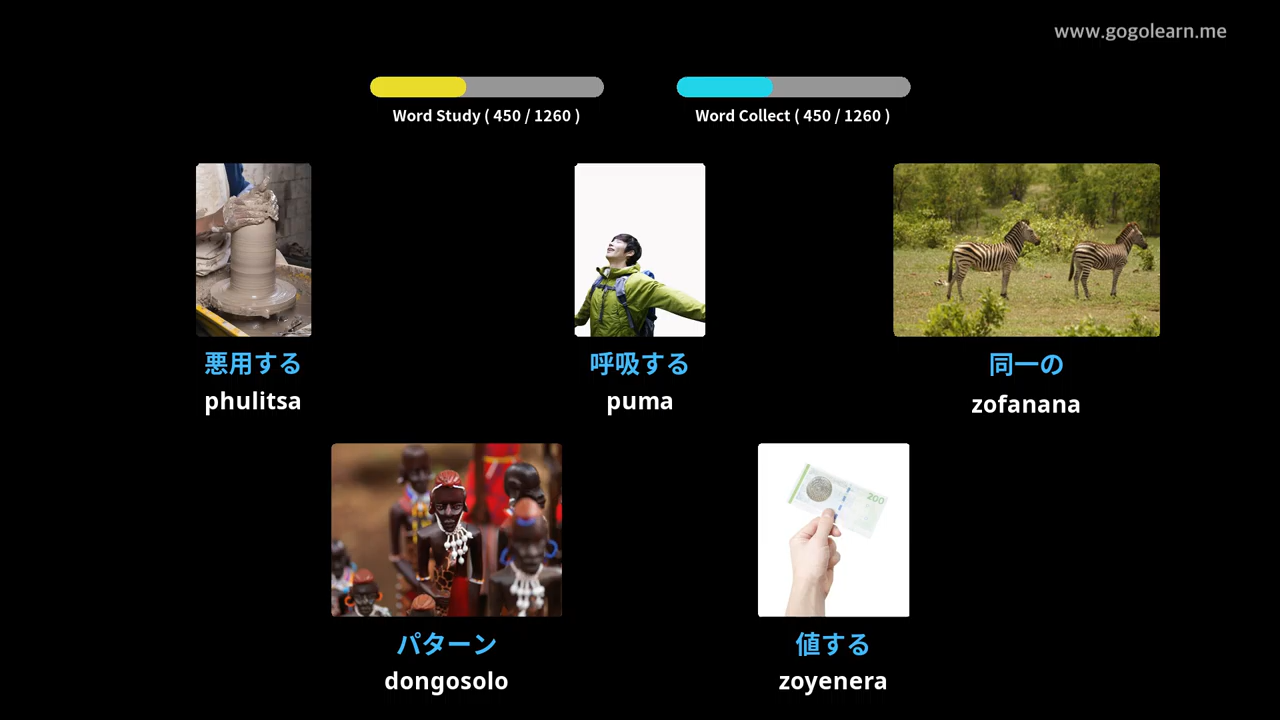 www.gogolearn.me
Word Study ( 450 / 1260 )
Word Collect ( 450 / 1260 )
悪用する
phulitsa
呼吸する
puma
同一の
zofanana
200
パターン
dongosolo
値する
zoyenera